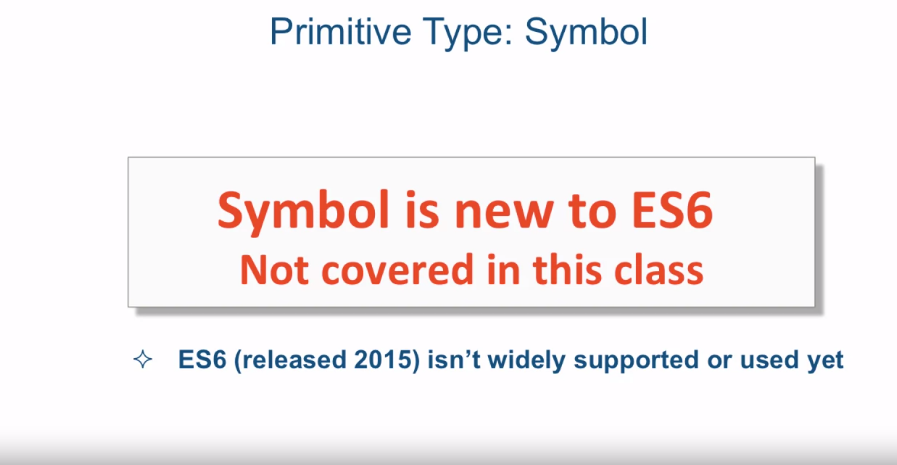 Primitive Type: Symbol
Symbol is new to ES6
Not covered in this class
ES6 (released 2015) isn’t widely supported or used yet